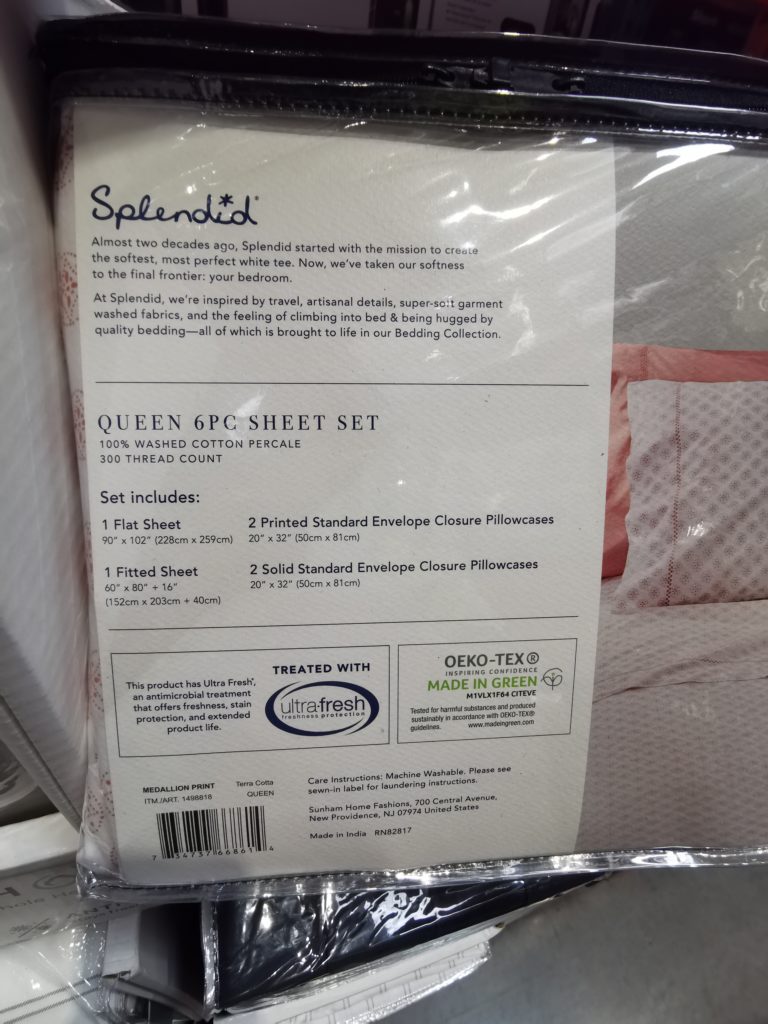 Splendid
Almost two decades ago, Splendid started with the mission to create
the softest, most perfect white tee. Now, we've taken our softness
to the final frontier: your bedroom.
At Splendid, we're inspired by travel, artisanal details, super-soft garment
washed fabrics, and the feeling of climbing into bed & being hugged by
quality bedding—all of which is brought to life in our Bedding Collection.
QUEEN 6PC SHEET SET
100% WASHED COTTON PERCALE
300 THREAD COUNT
Set includes:
1 Flat Sheet
90" x 102" (228cm x 259cm)
2 Printed Standard Envelope Closure Pillowcases
20" x 32" (50cm x 81cm)
1 Fitted Sheet
60" x 80" + 16"
(152cm x 203cm + 40cm)
2 Solid Standard Envelope Closure Pillowcases
20" x 32" (50cm x 81cm)
This product has Ultra Fresh®,
an antimicrobial treatment
that offers freshness, stain
protection, and extended
product life.
TREATED WITH
ultra-fresh
freshness protection
OEKO-TEX®
INSPIRING CONFIDENCE
MADE IN GREEN
M1VLX1F64 CITEVE
Tested for harmful substances and produced
sustainably in accordance with OEKO-TEX®
guidelines. www.madeingreen.com
MEDALLION PRINT Terra Cotta
ITM./ART. 1498818 QUEEN
7 34737 66861 4
Care Instructions: Machine Washable. Please see
sewn-in label for laundering instructions.
Sunham Home Fashions, 700 Central Avenue,
New Providence, NJ 07974 United States
Made in India RN82817